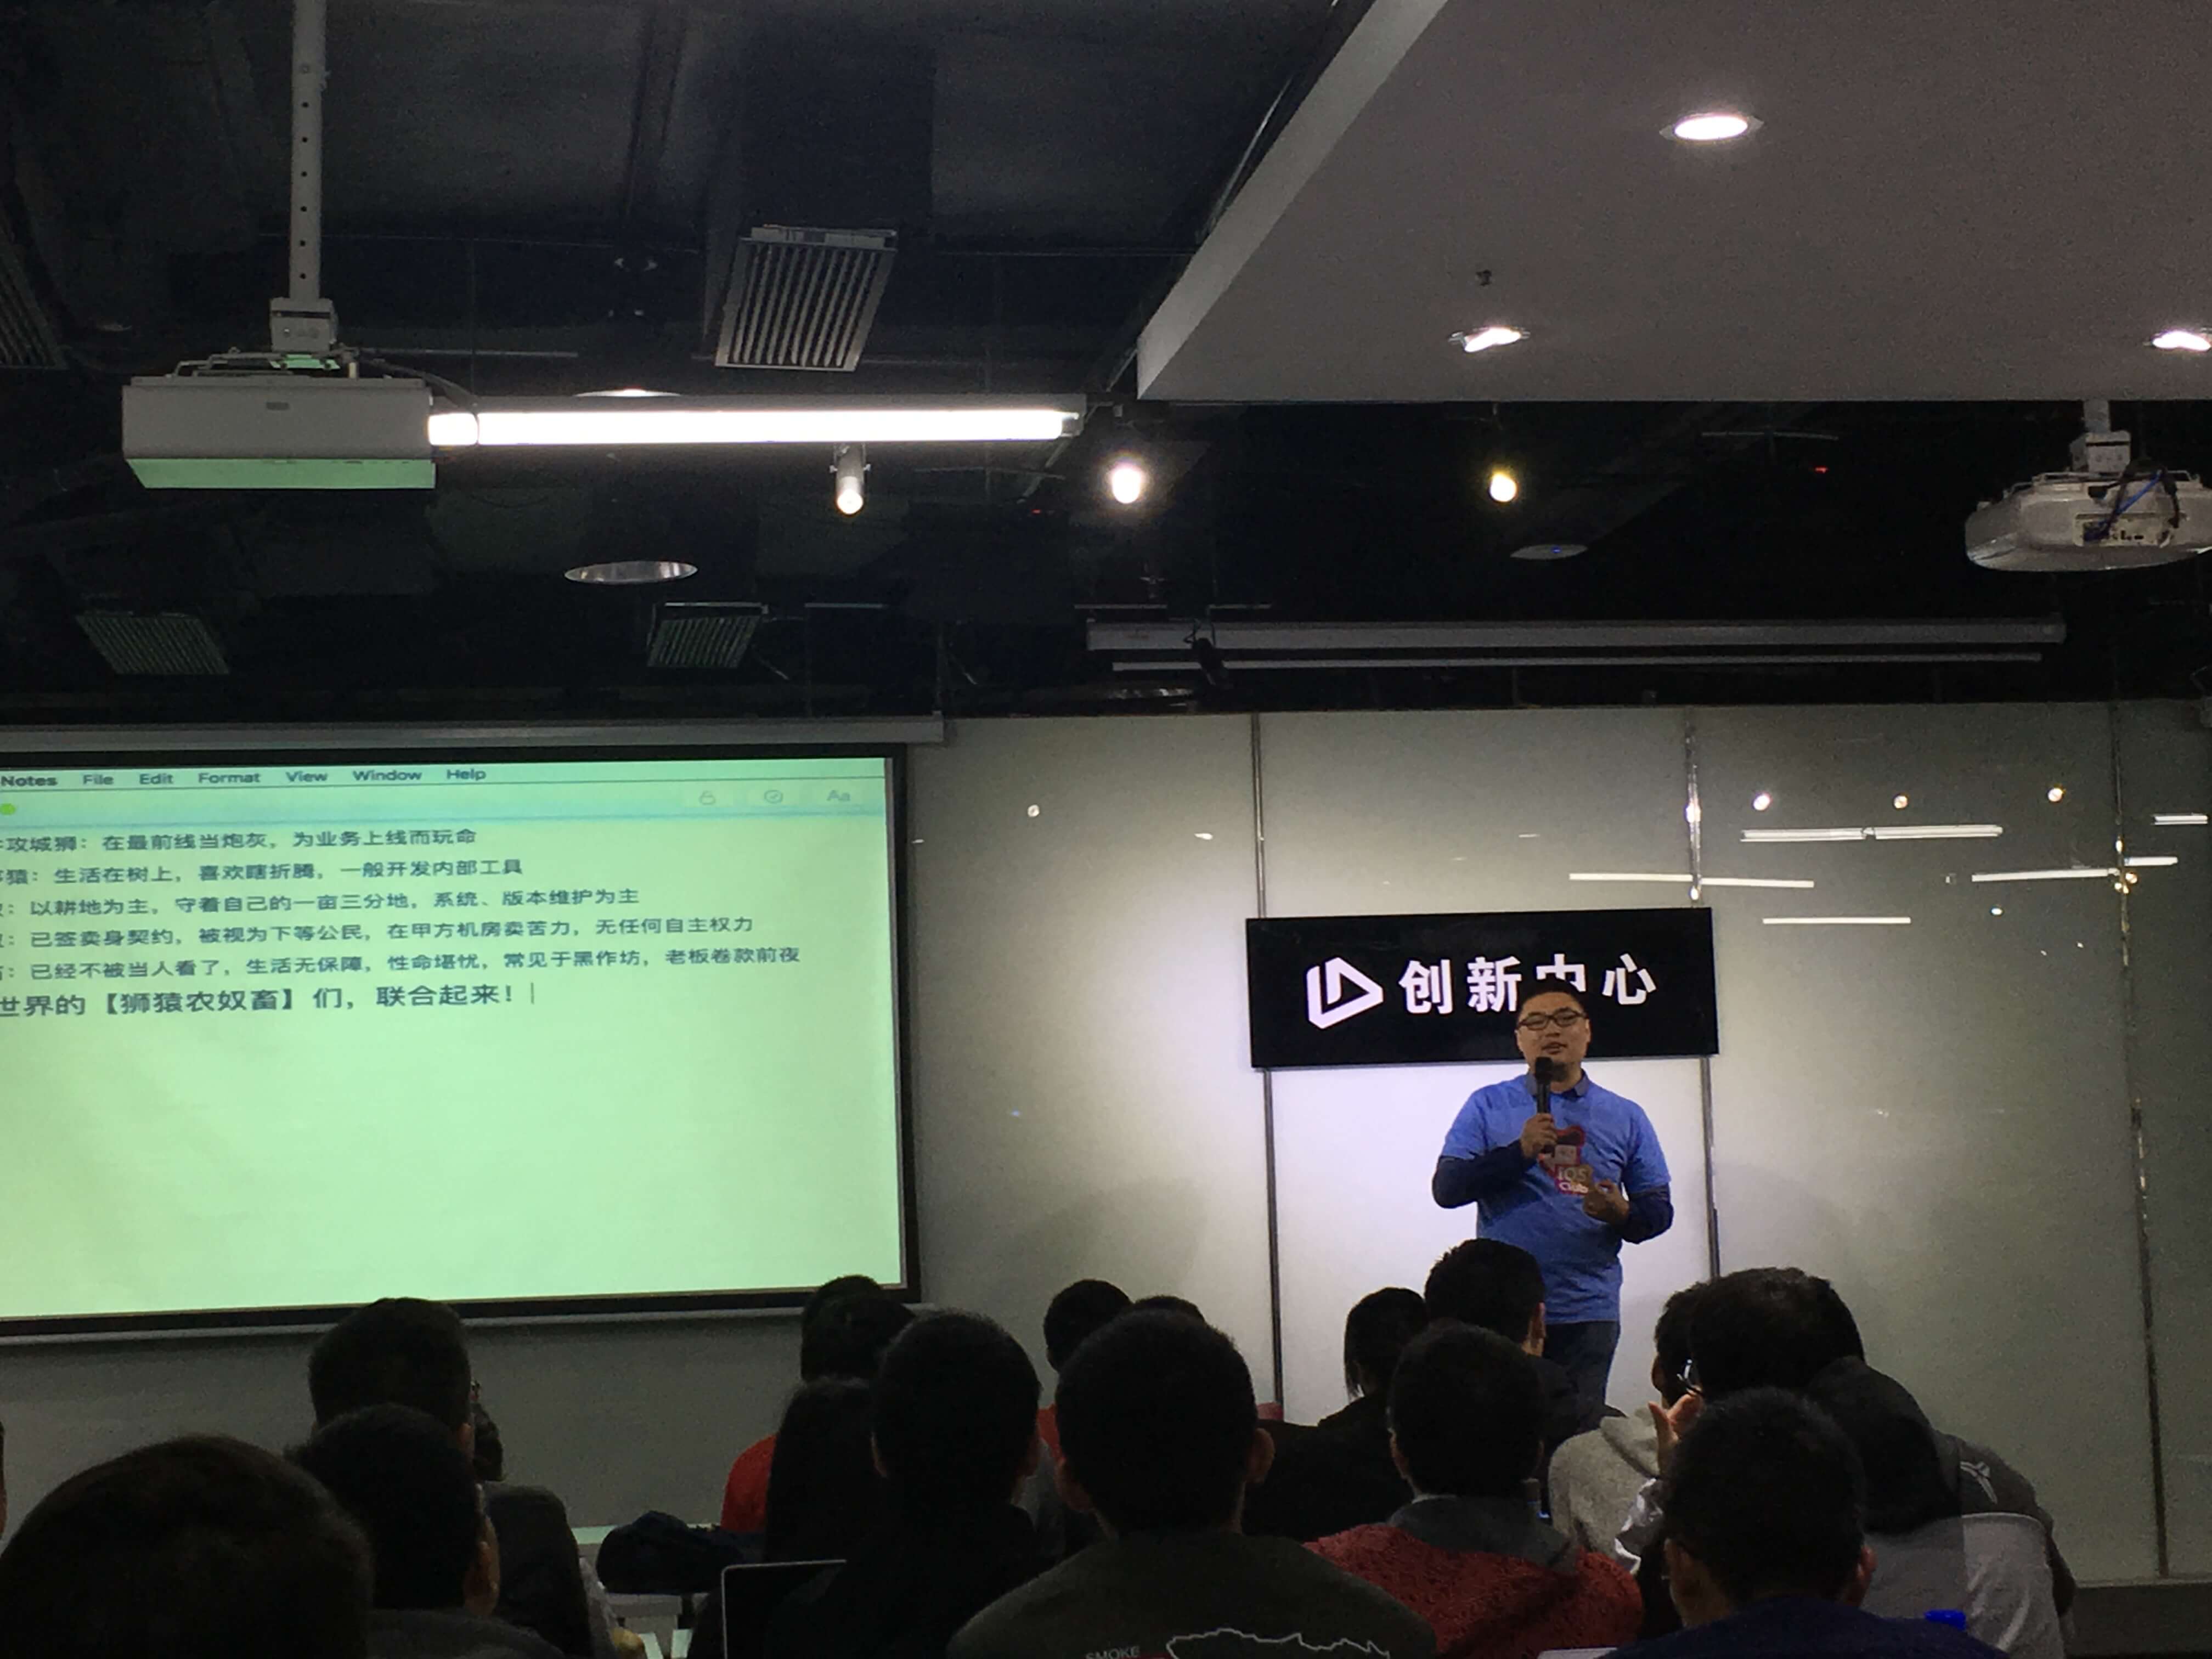 Notes File Edit Format View Window Help
Aa
攻城狮：在最前线当炮灰，为业务上线而玩命
猿：生活在树上，喜欢瞎折腾，一般开发内部工具
：以耕地为主，守着自己的一亩三分地，系统、版本维护为主
：已签卖身契约，被视为下等公民，在甲方机房卖苦力，无任何自主权力
：已经不被当人看了，生活无保障，性命堪忧，常见于黑作坊，老板卷款前夜
世界的【狮猿农奴畜】们，联合起来！
创新中心
iOS
Club
SMOKE